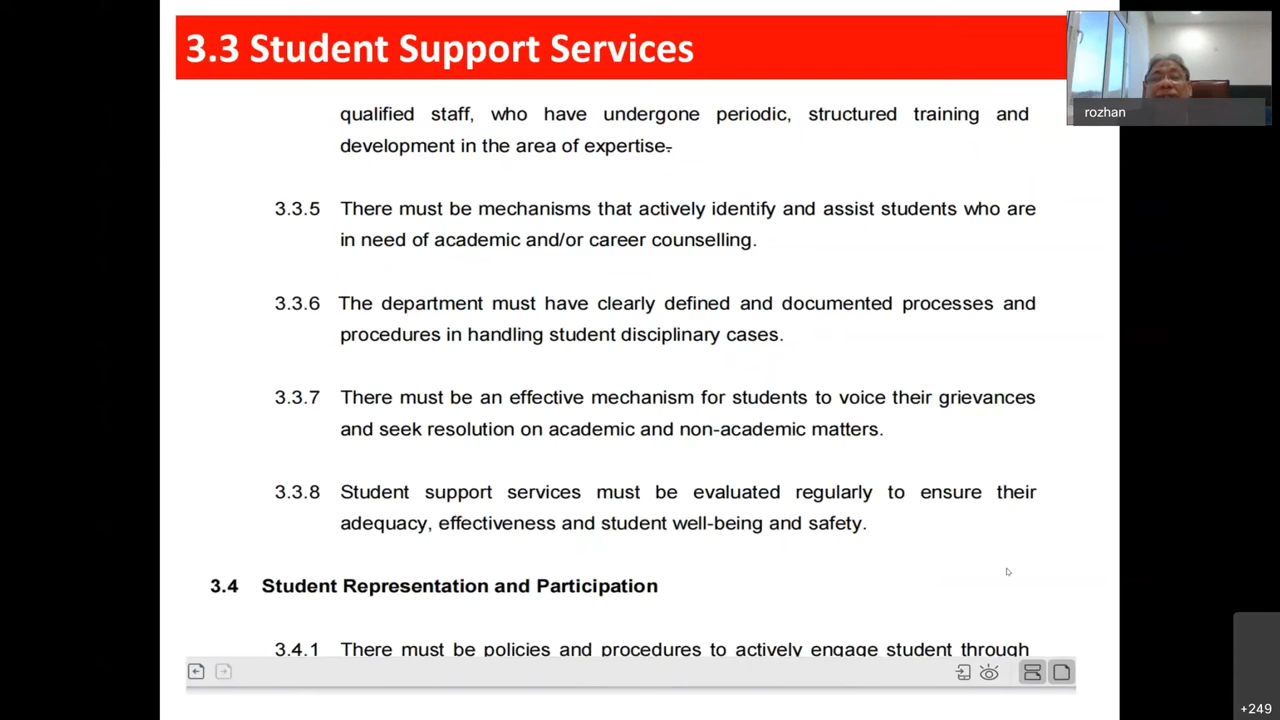 3.3 Student Support Services
rozhan
qualified staff, who have undergone periodic, structured training and
development in the area of expertise.
3.3.5 There must be mechanisms that actively identify and assist students who are
in need of academic and/or career counselling.
3.3.6 The department must have clearly defined and documented processes and
procedures in handling student disciplinary cases.
3.3.7 There must be an effective mechanism for students to voice their grievances
and seek resolution on academic and non-academic matters.
3.3.8 Student support services must be evaluated regularly to ensure their
adequacy, effectiveness and student well-being and safety.
3.4 Student Representation and Participation
3.4.1 There must be policies and procedures to actively engage student through
+249